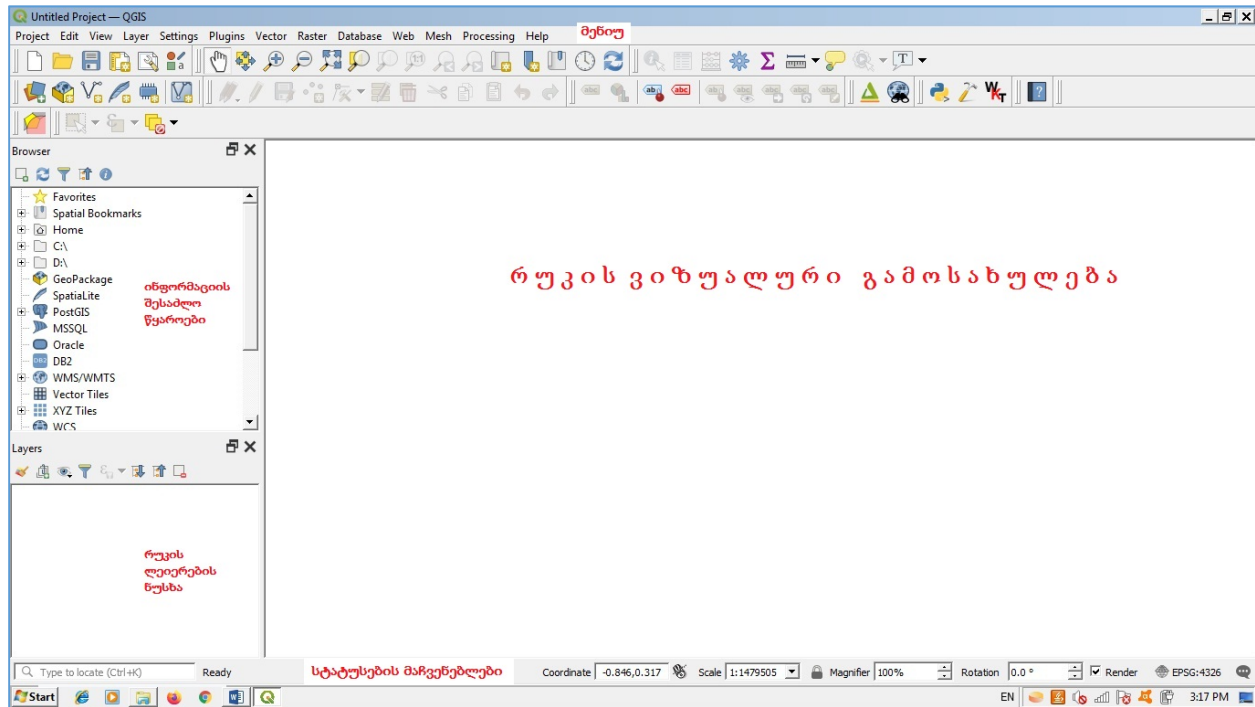 Untitled Project — QGIS
Project Edit View Layer Settings Plugins Vector Raster Database Web Mesh Processing Help მენიუ
Browser
Favorites
Spatial Bookmarks
Home
C:\
D:\
GeoPackage
SpatiaLite
PostGIS
MSSQL
Oracle
DB2
WMS/WMTS
Vector Tiles
XYZ Tiles
WCS
ინფორმაციის
შესაძლო
წყაროები
რუკის ვიზუალური გამოსახულება
Layers
რუკის
ლეიერების
ნუსხა
Type to locate (Ctrl+K) Ready სტატუსების მაჩვენებლები Coordinate -0.846,0.317 Scale 1:1479505 Magnifier 100% Rotation 0.0 ° Render EPSG:4326
Start EN 3:17 PM